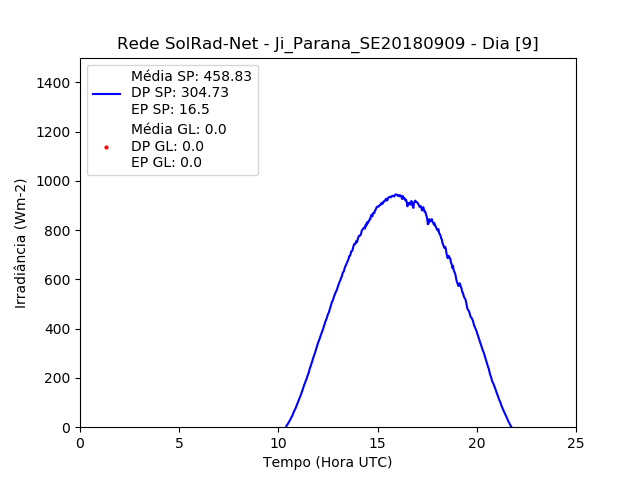 Rede SolRad-Net - Ji_Parana_SE20180909 - Dia [9]
Média SP: 458.83
DP SP: 304.73
EP SP: 16.5
Média GL: 0.0
DP GL: 0.0
EP GL: 0.0
1400
1200
1000
800
600
400
200
0
Irradiância (Wm-2)
0 5 10 15 20 25
Tempo (Hora UTC)